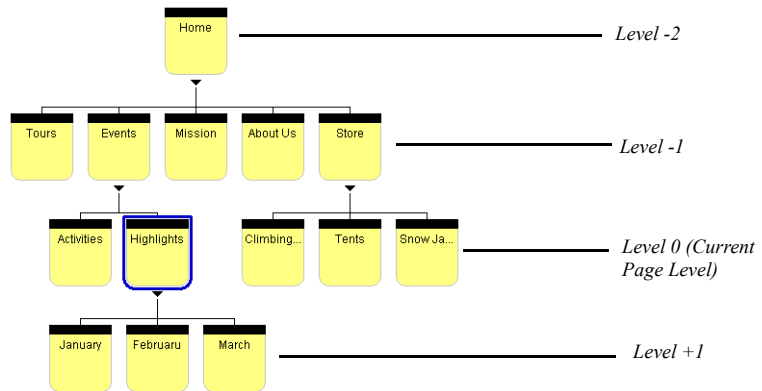 Home
Level -2
Tours
Events
Mission
About Us
Store
Level -1
Activities
Highlights
Climbing...
Tents
Snow Ja...
Level 0 (Current
Page Level)
January
Februaru
March
Level +1